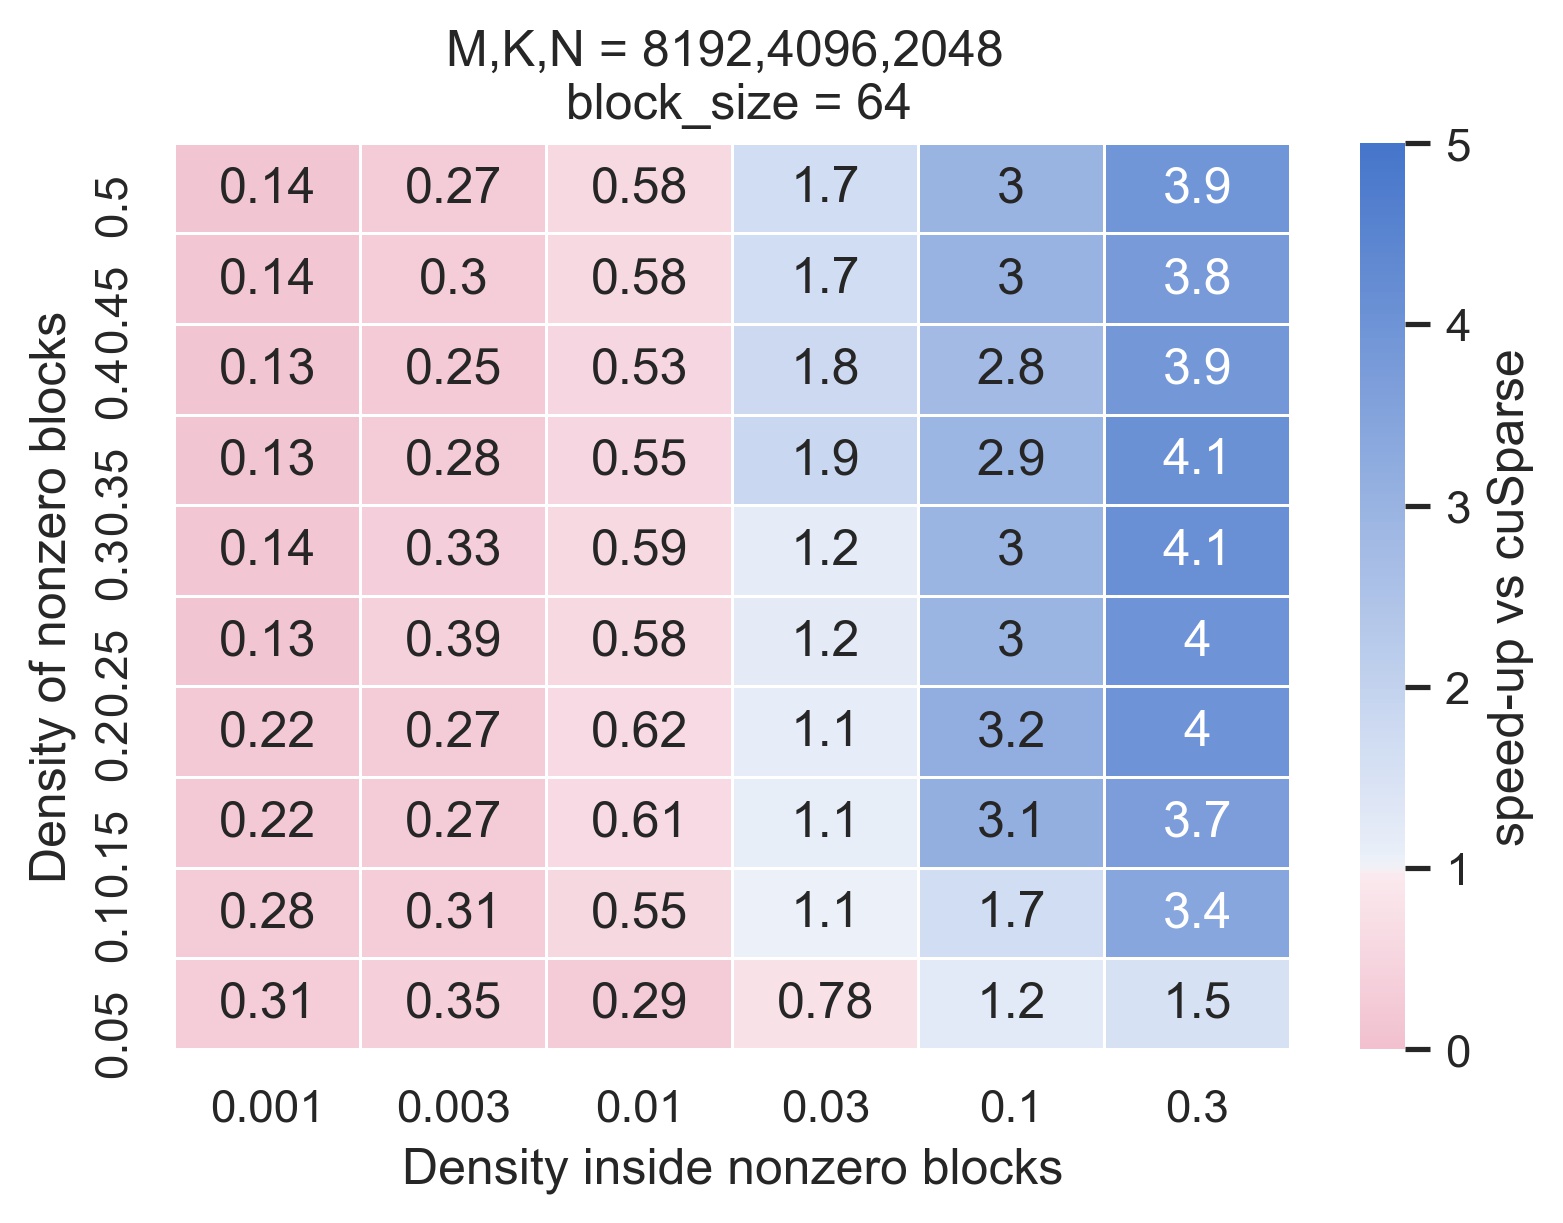 M,K,N = 8192,4096,2048
block_size = 64
Density of nonzero blocks
0.5 0.14 0.27 0.58 1.7 3 3.9
0.45 0.14 0.3 0.58 1.7 3 3.8
0.4 0.13 0.25 0.53 1.8 2.8 3.9
0.35 0.13 0.28 0.55 1.9 2.9 4.1
0.3 0.14 0.33 0.59 1.2 3 4.1
0.25 0.13 0.39 0.58 1.2 3 4
0.2 0.22 0.27 0.62 1.1 3.2 4
0.15 0.22 0.27 0.61 1.1 3.1 3.7
0.1 0.28 0.31 0.55 1.1 1.7 3.4
0.05 0.31 0.35 0.29 0.78 1.2 1.5
0.001 0.003 0.01 0.03 0.1 0.3
Density inside nonzero blocks
5
4
3
2
1
0
speed-up vs cuSparse